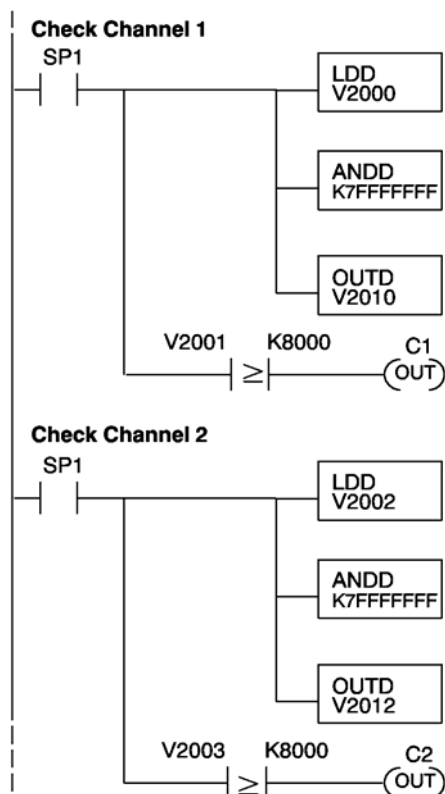 Check Channel 1
SP1
LDD
V2000
ANDD
K7FFFFFFF
OUTD
V2010
V2001 ≥ K8000 C1
OUT
Check Channel 2
SP1
LDD
V2002
ANDD
K7FFFFFFF
OUTD
V2012
V2003 ≥ K8000 C2
OUT